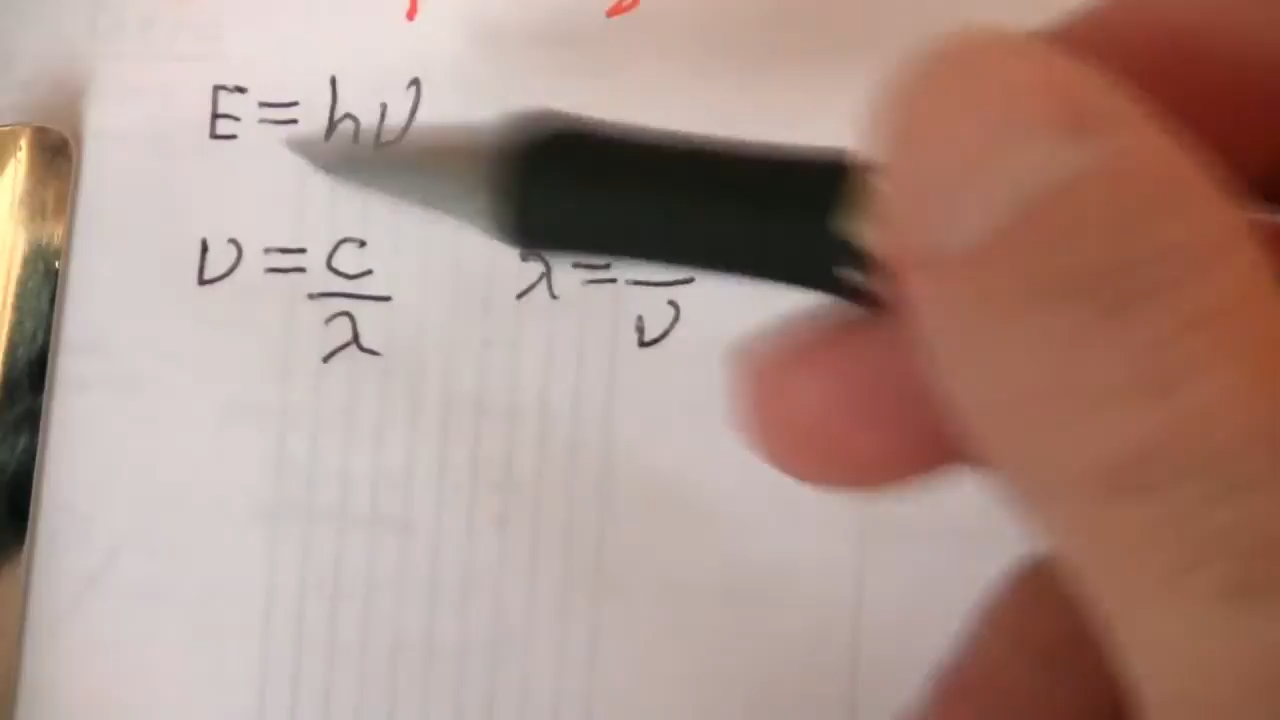 E = hν
ν = c/λ λ = /ν